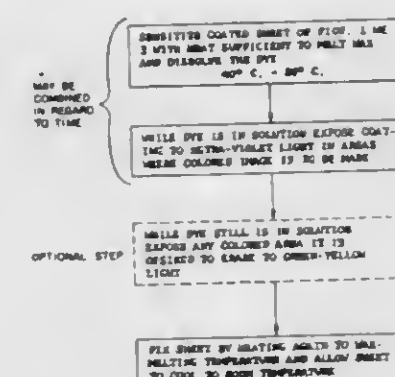 SENSITIZE COATED SHEET OF FIGS. 1 OR
3 WITH HEAT SUFFICIENT TO MELT WAX
AND DISSOLVE THE DYE
40° C. - 80° C.
MAY BE
COMBINED
IN REGARD
TO TIME
WHILE DYE IS IN SOLUTION EXPOSE COAT-
ING TO ULTRA-VIOLET LIGHT IN AREAS
WHERE COLORED IMAGE IS TO BE MADE
OPTIONAL STEP
WHILE DYE STILL IS IN SOLUTION
EXPOSE ANY COLORED AREA IT IS
DESIRED TO ERASE TO GREEN-YELLOW
LIGHT
FIX SHEET BY HEATING AGAIN TO WAX-
MELTING TEMPERATURE AND ALLOW SHEET
TO COOL TO ROOM TEMPERATURE